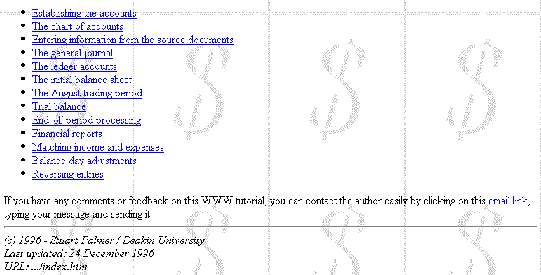 Establishing the accounts
The chart of accounts
Entering information from the source documents
The general journal
The ledger accounts
The initial balance sheet
The August trading period
Trial balance
End-of-period processing
Financial reports
Matching income and expenses
Balance day adjustments
Reversing entries
If you have any comments or feedback on this WWW tutorial, you can contact the author easily by clicking on this email link,
typing your message and sending it.
(c) 1996 - Stuart Palmer / Deakin University
Last updated: 24 December 1996
URL: .../index.htm